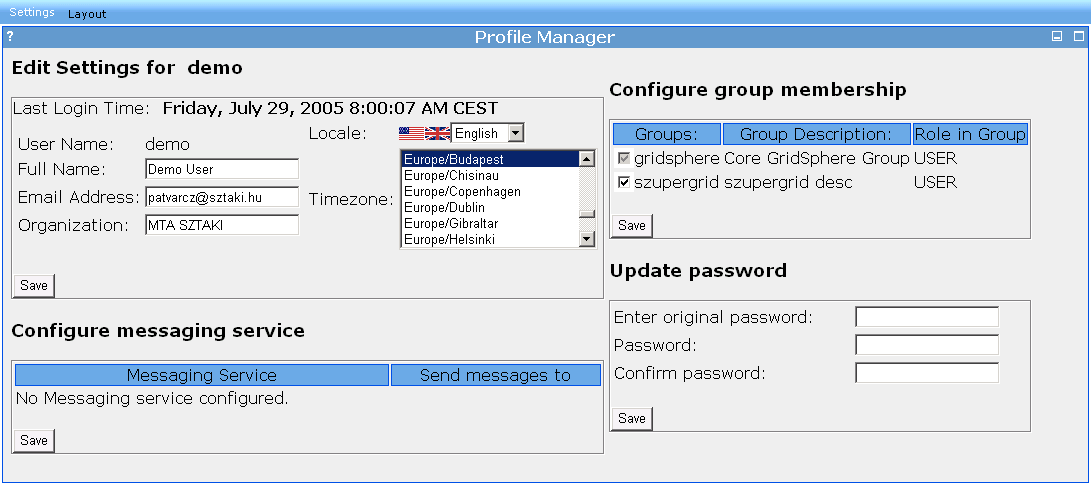 Settings Layout
? Profile Manager
Edit Settings for demo
Last Login Time: Friday, July 29, 2005 8:00:07 AM CEST
User Name: demo
Full Name: Demo User
Email Address: patvarcz@sztaki.hu
Organization: MTA SZTAKI
Locale: English
Timezone:
Europe/Budapest
Europe/Chisinau
Europe/Copenhagen
Europe/Dublin
Europe/Gibraltar
Europe/Helsinki
Save
Configure messaging service
Messaging Service Send messages to
No Messaging service configured.
Save
Configure group membership
Groups: Group Description: Role in Group
gridsphere Core GridSphere Group USER
szupergrid szupergrid desc USER
Save
Update password
Enter original password:
Password:
Confirm password:
Save